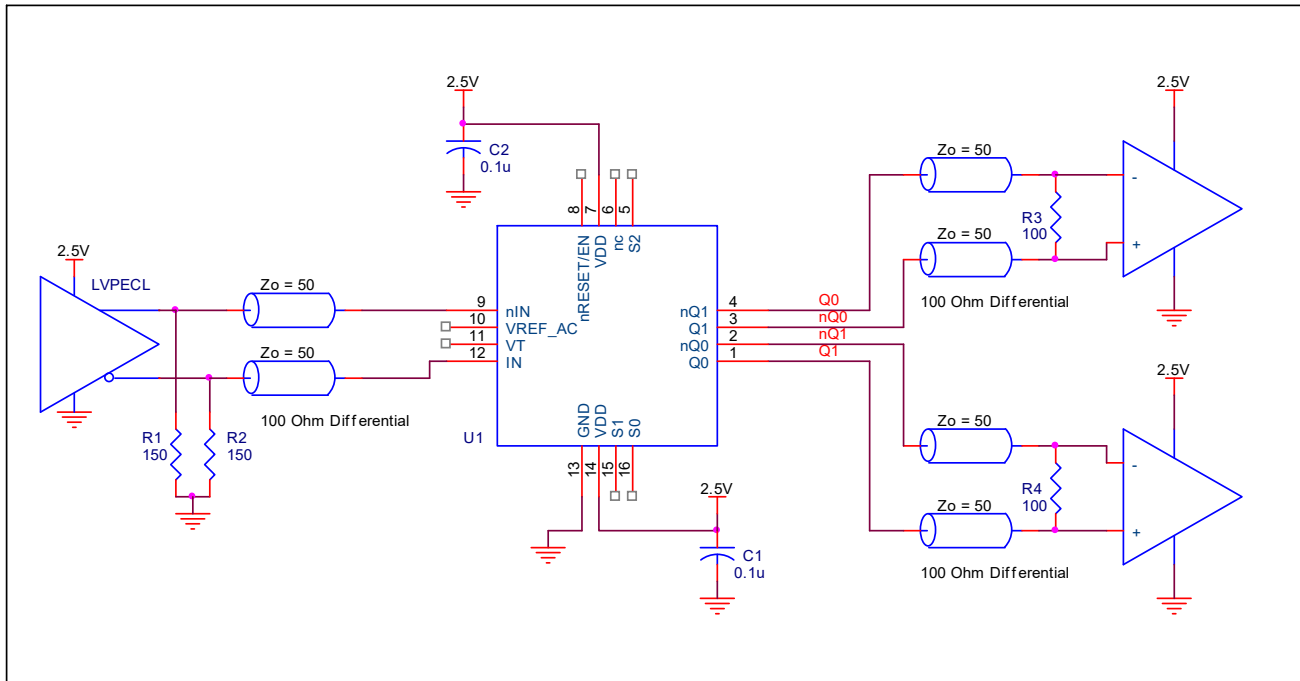 2.5V
C2
0.1u
2.5V
LVPECL
Zo = 50
Zo = 50
100 Ohm Differential
R1
150
R2
150
8
7
6
5
nRESET/EN
VDD
nc
S2
9
10
11
12
nIN
VREF_AC
VT
IN
nQ1
Q1
nQ0
Q0
4
3
2
1
Q0
nQ0
nQ1
Q1
U1
GND
VDD
S1
S0
13
14
15
16
2.5V
C1
0.1u
2.5V
Zo = 50
Zo = 50
R3
100
-
+
100 Ohm Differential
2.5V
Zo = 50
Zo = 50
R4
100
-
+
100 Ohm Differential